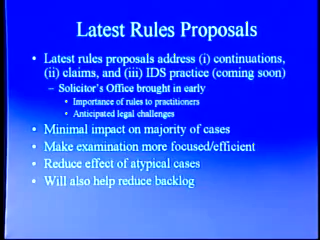 Latest Rules Proposals
• Latest rules proposals address (i) continuations,
(ii) claims, and (iii) IDS practice (coming soon)
– Solicitor's Office brought in early
• Importance of rules to practitioners
• Anticipated legal challenges
• Minimal impact on majority of cases
• Make examination more focused/efficient
• Reduce effect of atypical cases
• Will also help reduce backlog